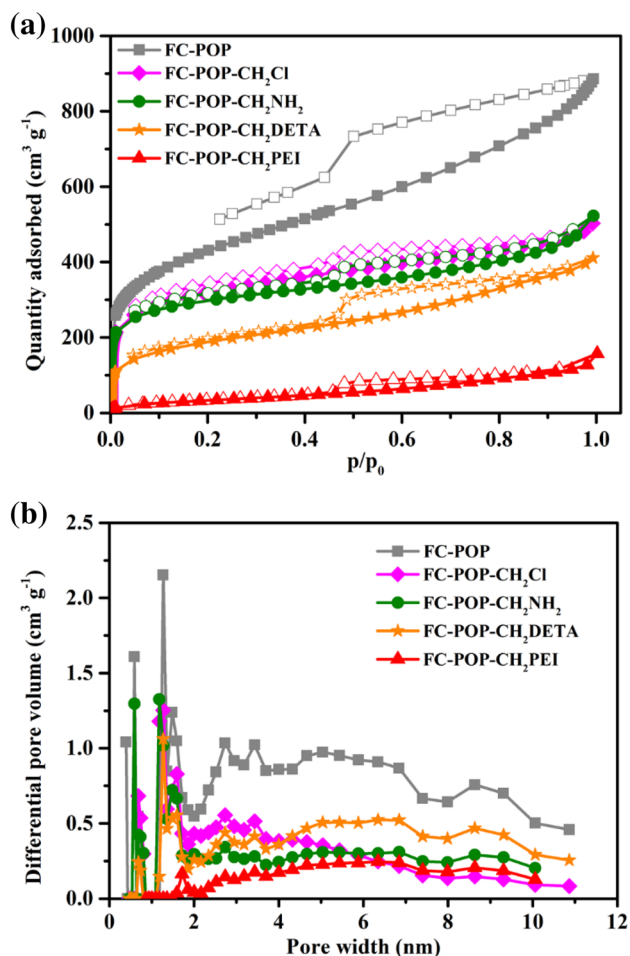 (a)
1000
800
600
400
200
0
Quantity adsorbed (cm³ g⁻¹)
FC-POP
FC-POP-CH₂Cl
FC-POP-CH₂NH₂
FC-POP-CH₂DETA
FC-POP-CH₂PEI
0.0 0.2 0.4 0.6 0.8 1.0
p/p₀
(b)
2.5
2.0
1.5
1.0
0.5
0.0
Differential pore volume (cm³ g⁻¹)
FC-POP
FC-POP-CH₂Cl
FC-POP-CH₂NH₂
FC-POP-CH₂DETA
FC-POP-CH₂PEI
0 1 2 4 6 8 10 12
Pore width (nm)